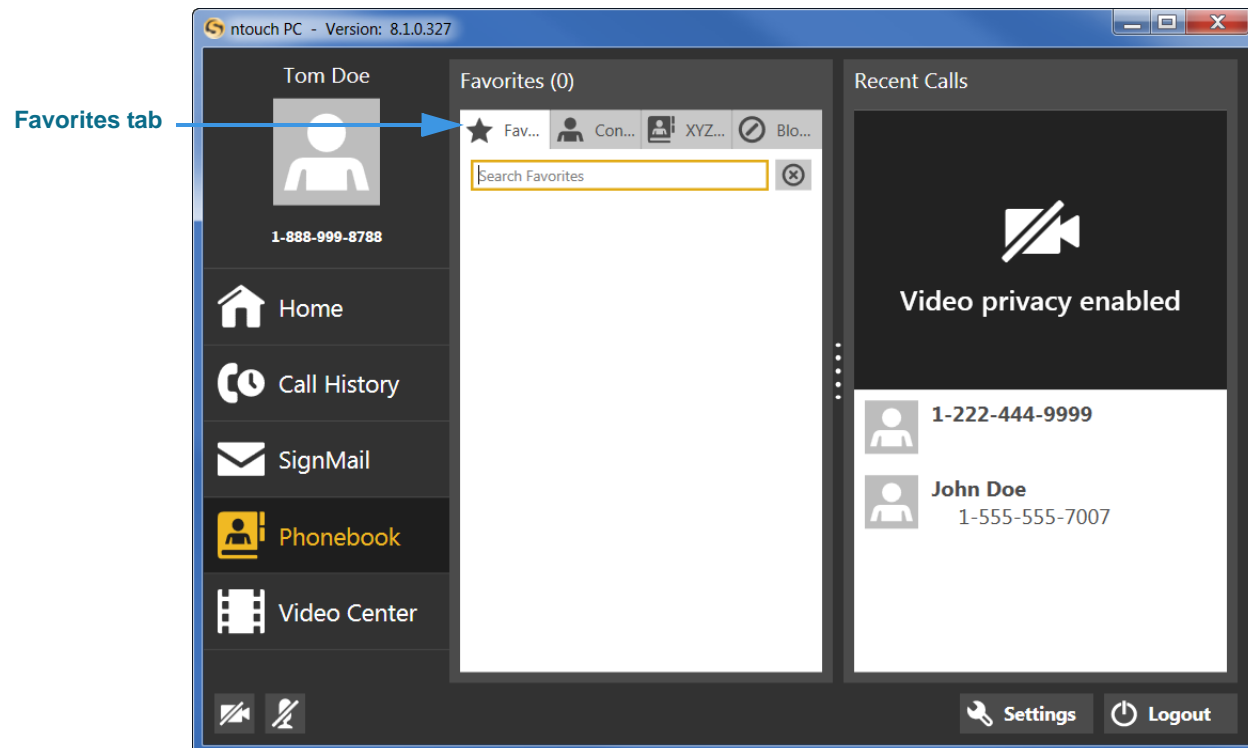 ntouch PC - Version: 8.1.0.327
Tom Doe
Favorites (0)
Recent Calls
Favorites tab
Fav...
Con...
XYZ...
Blo...
Search Favorites
1-888-999-8788
Home
Call History
SignMail
Phonebook
Video Center
Video privacy enabled
1-222-444-9999
John Doe
1-555-555-7007
Settings
Logout